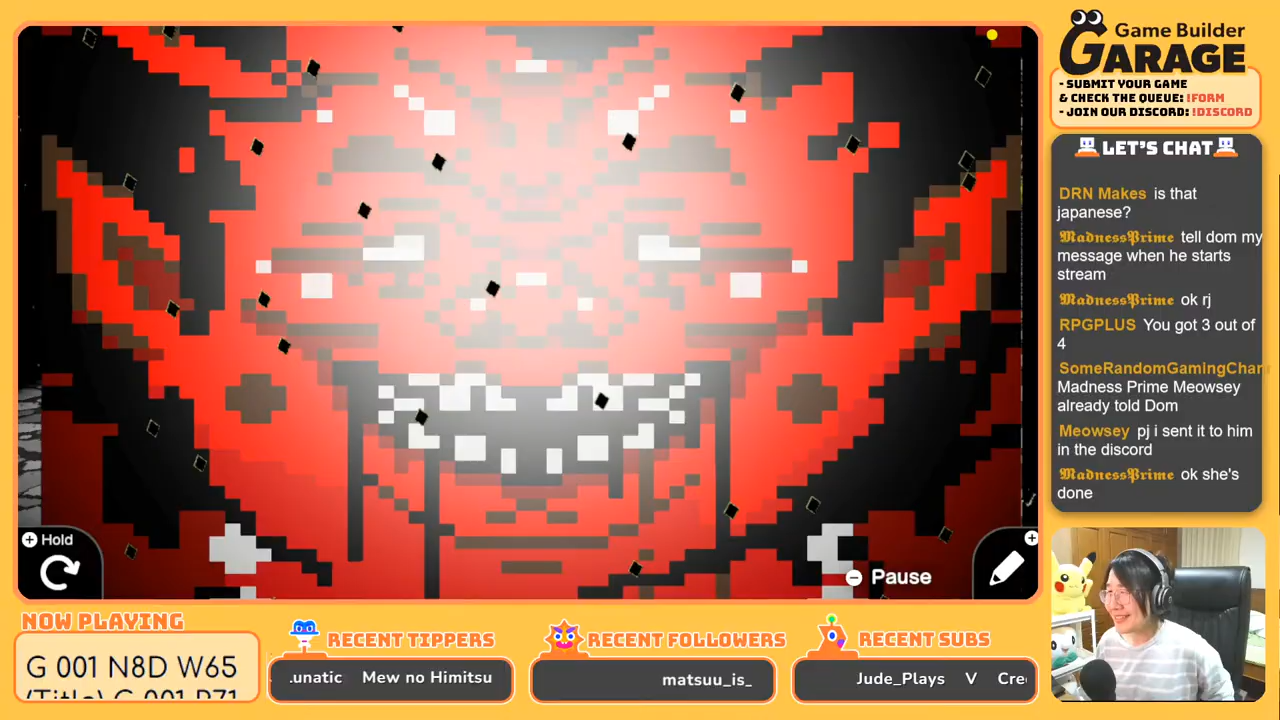 Game Builder
GARAGE
- SUBMIT YOUR GAME
& CHECK THE QUEUE: !FORM
- JOIN OUR DISCORD: !DISCORD
LET'S CHAT
DRN Makes is that
japanese?
𝕸𝖆𝖉𝖓𝖊𝖘𝖘𝕻𝖗𝖎𝖒𝖊 tell dom my
message when he starts
stream
𝕸𝖆𝖉𝖓𝖊𝖘𝖘𝕻𝖗𝖎𝖒𝖊 ok rj
RPGPLUS You got 3 out of
4
SomeRandomGamingChan
Madness Prime Meowsey
already told Dom
Meowsey pj i sent it to him
in the discord
𝕸𝖆𝖉𝖓𝖊𝖘𝖘𝕻𝖗𝖎𝖒𝖊 ok she's
done
Hold
Pause
NOW PLAYING
G 001 N8D W65
(Title) G 001 P71
RECENT TIPPERS
.unatic Mew no Himitsu
RECENT FOLLOWERS
matsuu_is_
RECENT SUBS
Jude_Plays V Cre